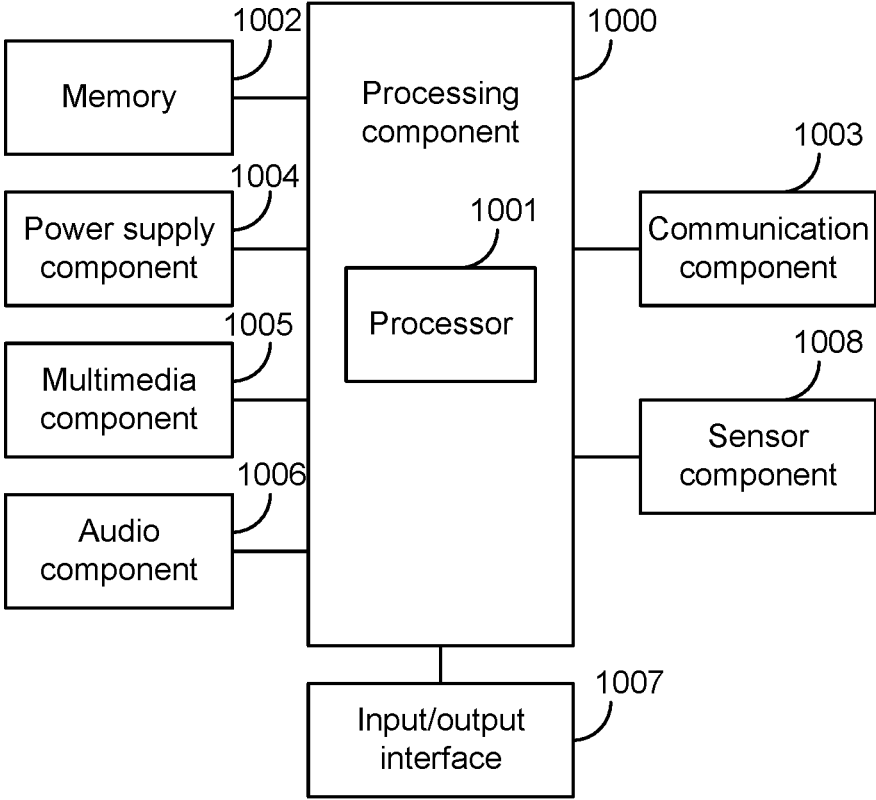 1002
Memory
1000
Processing
component
1003
Communication
component
1004
Power supply
component
1001
Processor
1005
Multimedia
component
1008
Sensor
component
1006
Audio
component
1007
Input/output
interface